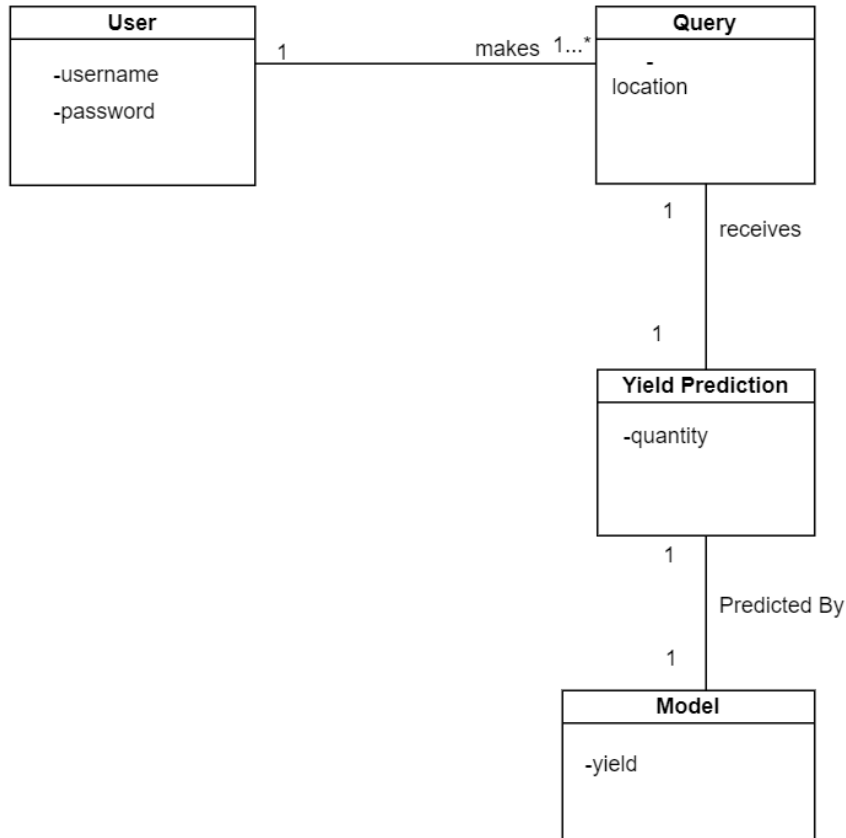 User
-username
-password
1
makes
1...*
Query
-
location
1
receives
1
Yield Prediction
-quantity
1
Predicted By
1
Model
-yield